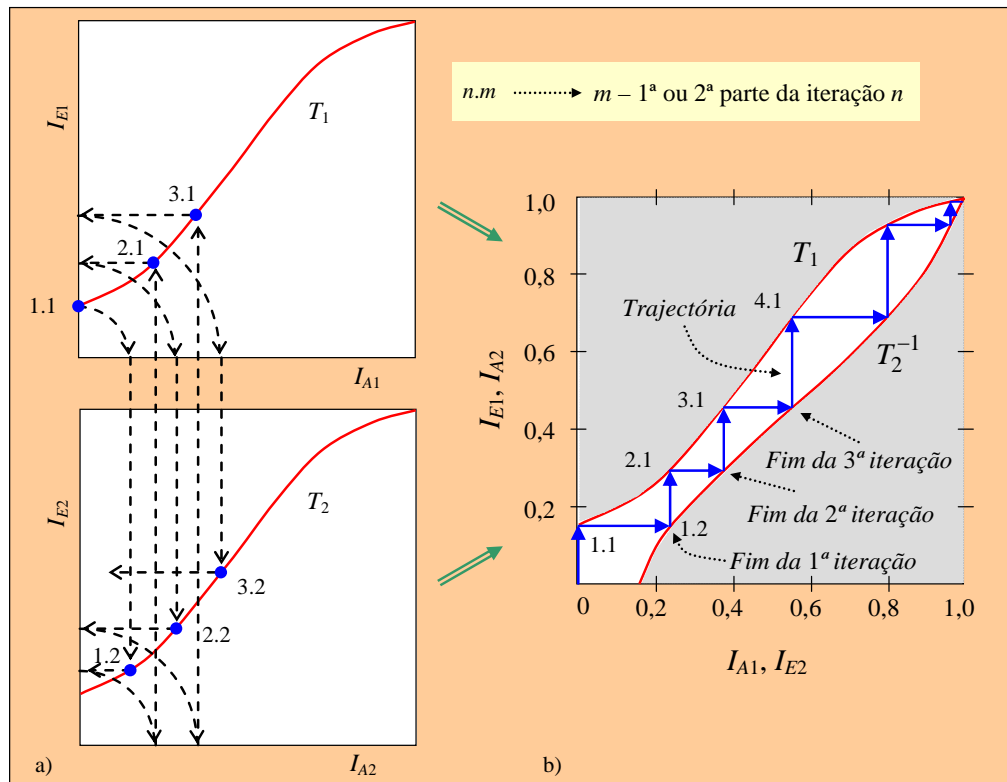 I_E1
T_1
3.1
2.1
1.1
I_A1
n.m m – 1ª ou 2ª parte da iteração n
I_E2
T_2
3.2
2.2
1.2
a)
I_A2
1,0
0,8
0,6
0,4
0,2
I_E1, I_A2
T_1
4.1
Trajectória
T_2^−1
3.1
2.1
1.1
1.2
Fim da 3ª iteração
Fim da 2ª iteração
Fim da 1ª iteração
0 0,2 0,4 0,6 0,8 1,0
I_A1, I_E2
b)